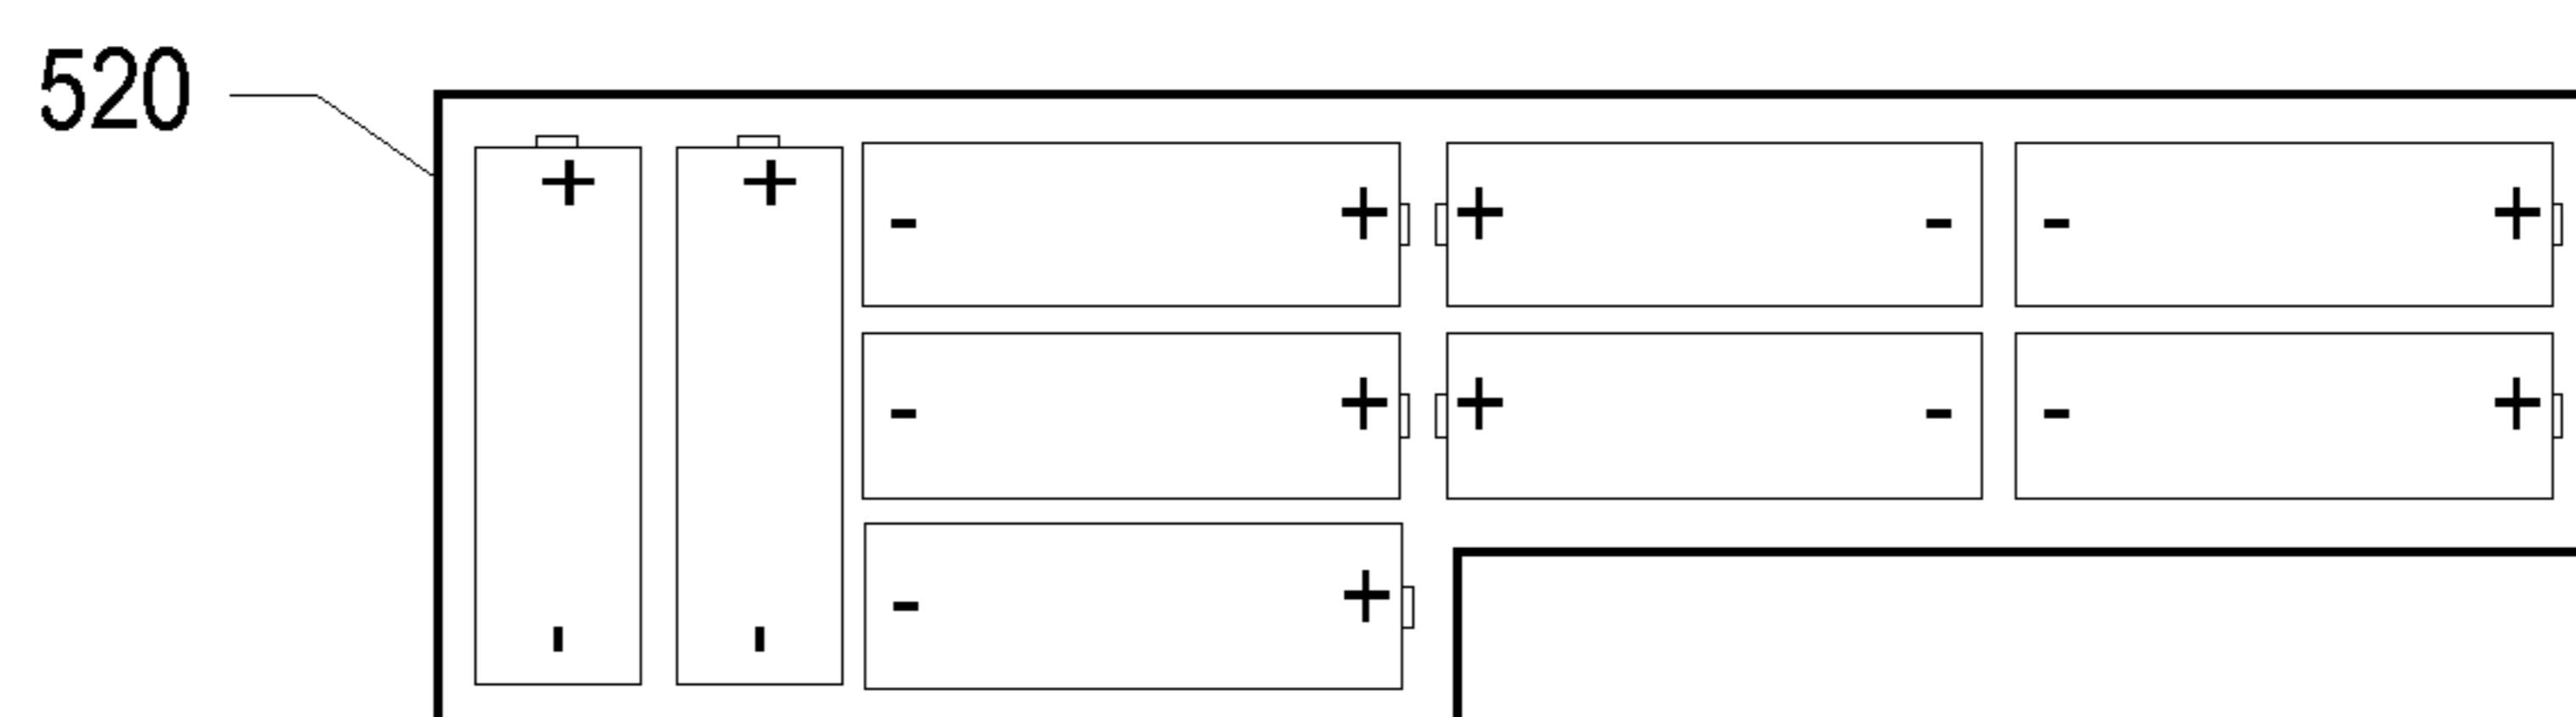 520
+ +
- + + - - +
- + + - - +
- +
- -